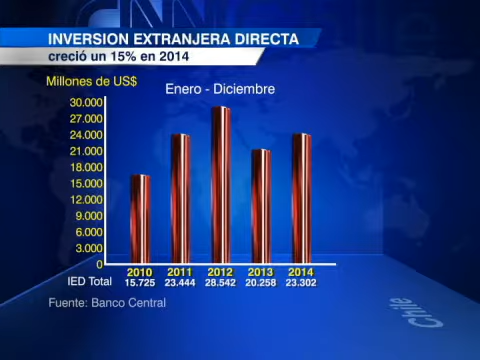 CNN Chile
INVERSION EXTRANJERA DIRECTA
creció un 15% en 2014
Millones de US$
Enero - Diciembre
30.000
27.000
24.000
21.000
18.000
15.000
12.000
9.000
6.000
3.000
0
2010 2011 2012 2013 2014
IED Total 15.725 23.444 28.542 20.258 23.302
Fuente: Banco Central
Chile